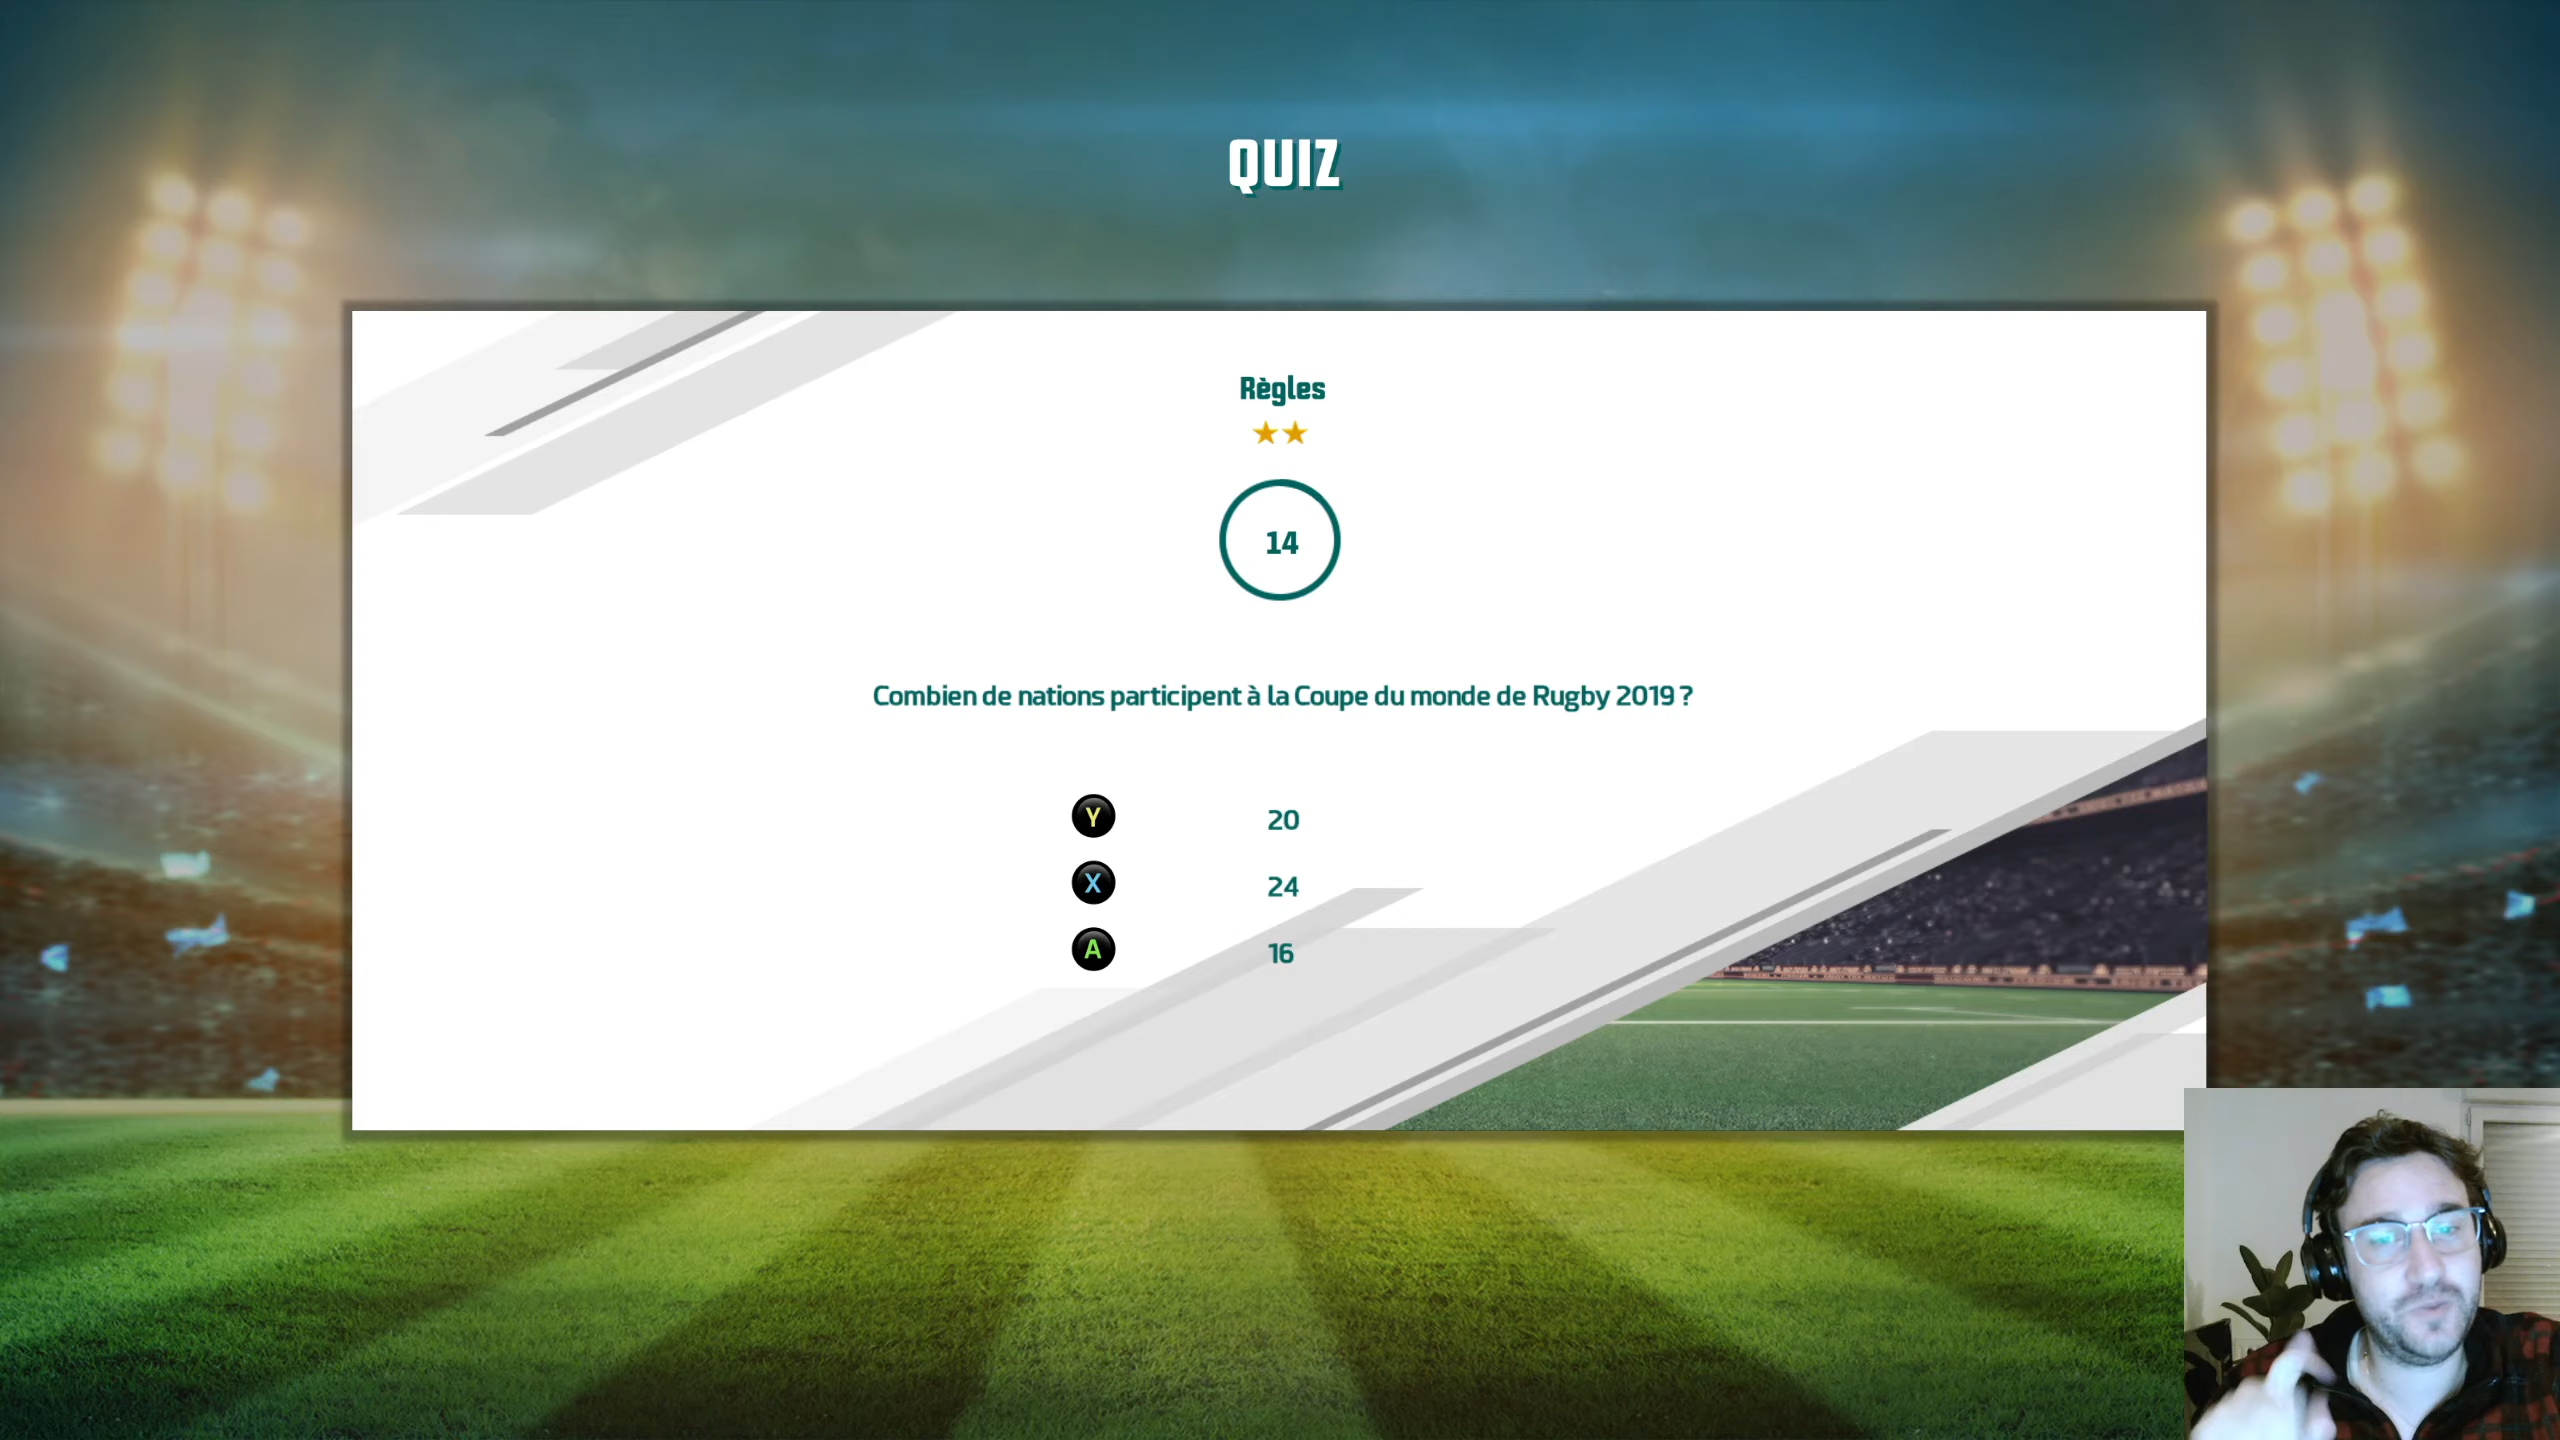 QUIZ
Règles
14
Combien de nations participent à la Coupe du monde de Rugby 2019 ?
Y 20
X 24
A 16